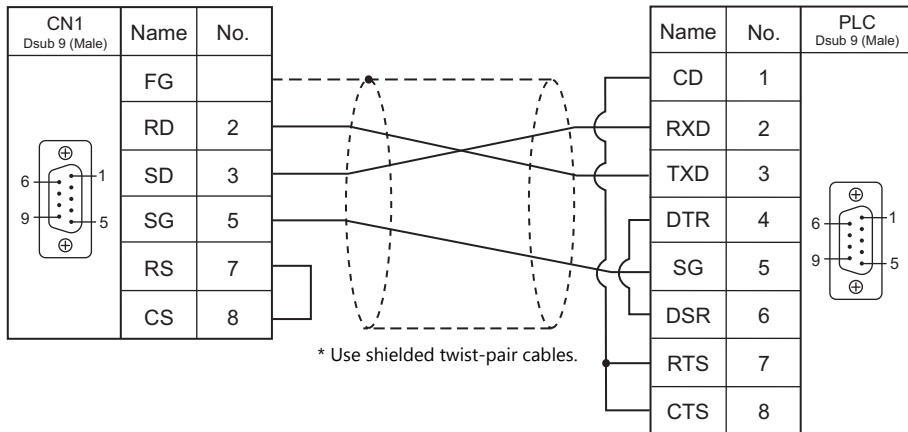 CN1
Dsub 9 (Male)
Name No.
FG
RD 2
SD 3
SG 5
RS 7
CS 8
6 1
9 5
* Use shielded twist-pair cables.
Name No.
PLC
Dsub 9 (Male)
CD 1
RXD 2
TXD 3
DTR 4
SG 5
DSR 6
RTS 7
CTS 8
6 1
9 5